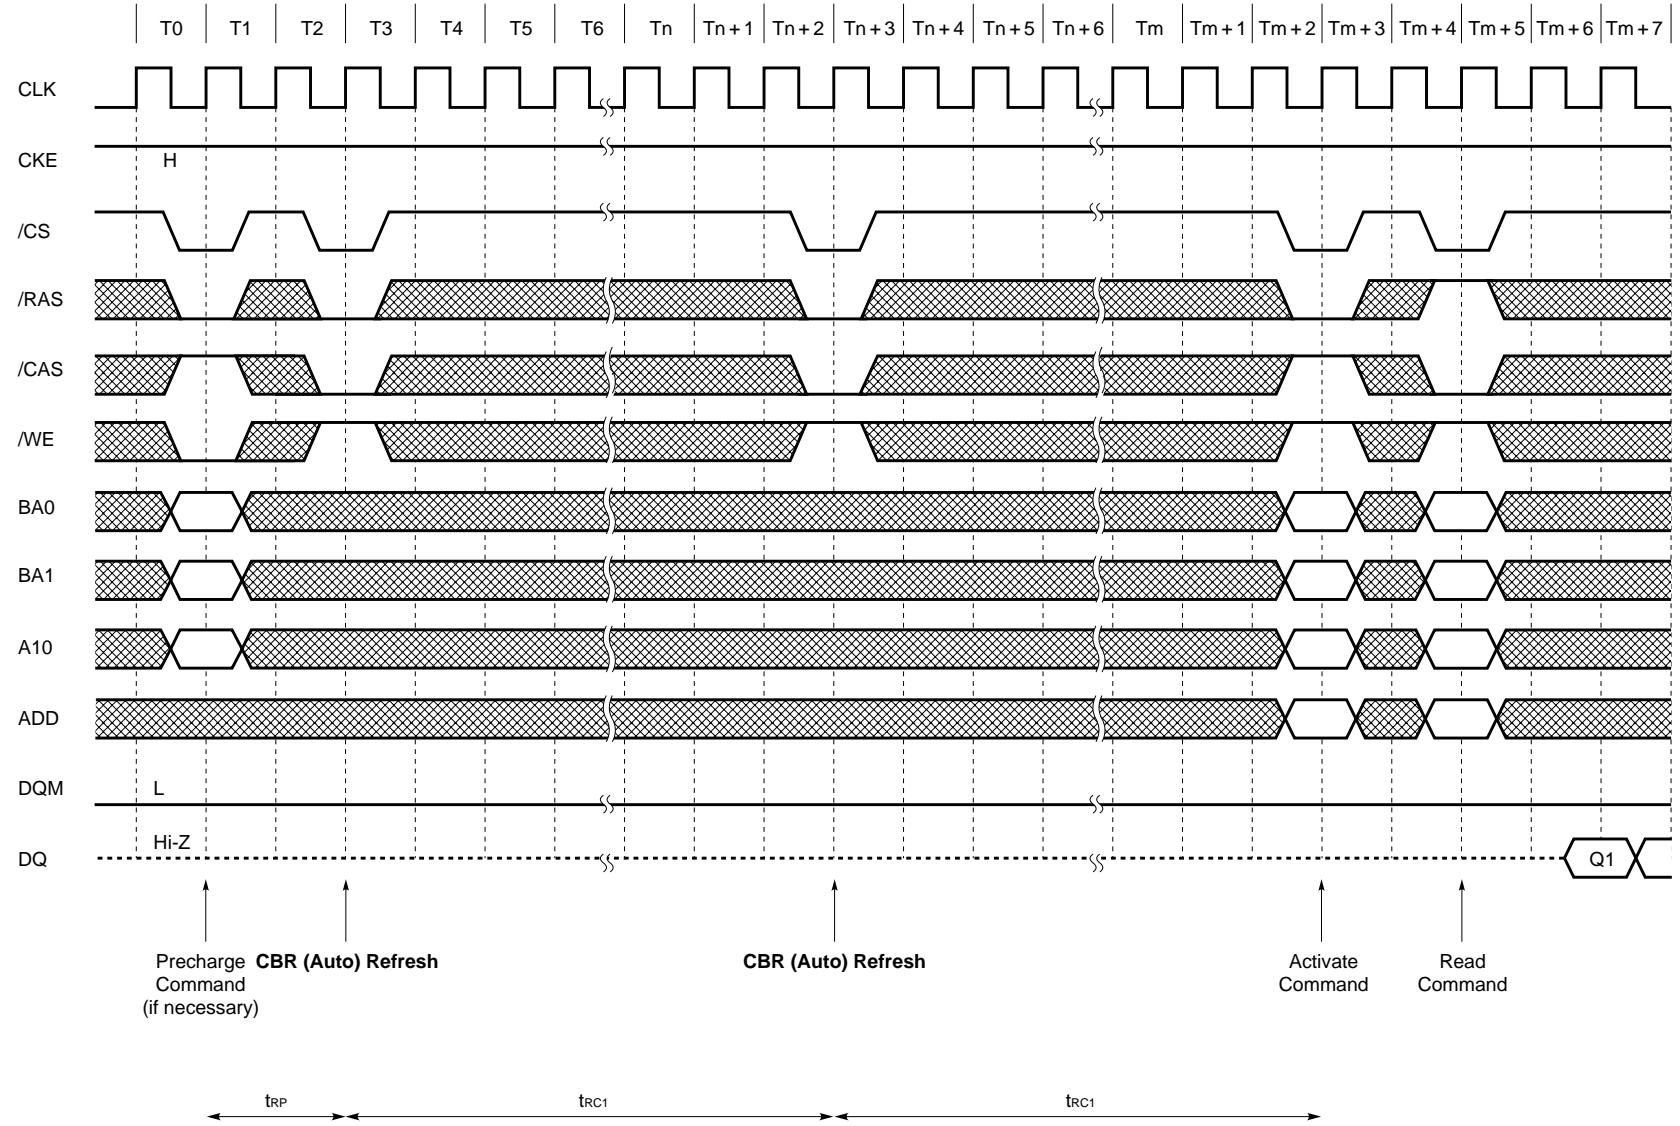 T0 T1 T2 T3 T4 T5 T6 Tn Tn + 1 Tn + 2 Tn + 3 Tn + 4 Tn + 5 Tn + 6 Tm Tm + 1 Tm + 2 Tm + 3 Tm + 4 Tm + 5 Tm + 6 Tm + 7
CLK
CKE
H
/CS
/RAS
/CAS
/WE
BA0
BA1
A10
ADD
DQM
L
Hi-Z
DQ
Q1
Precharge
Command
(if necessary)
CBR (Auto) Refresh
CBR (Auto) Refresh
Activate
Command
Read
Command
tRP
tRC1
tRC1